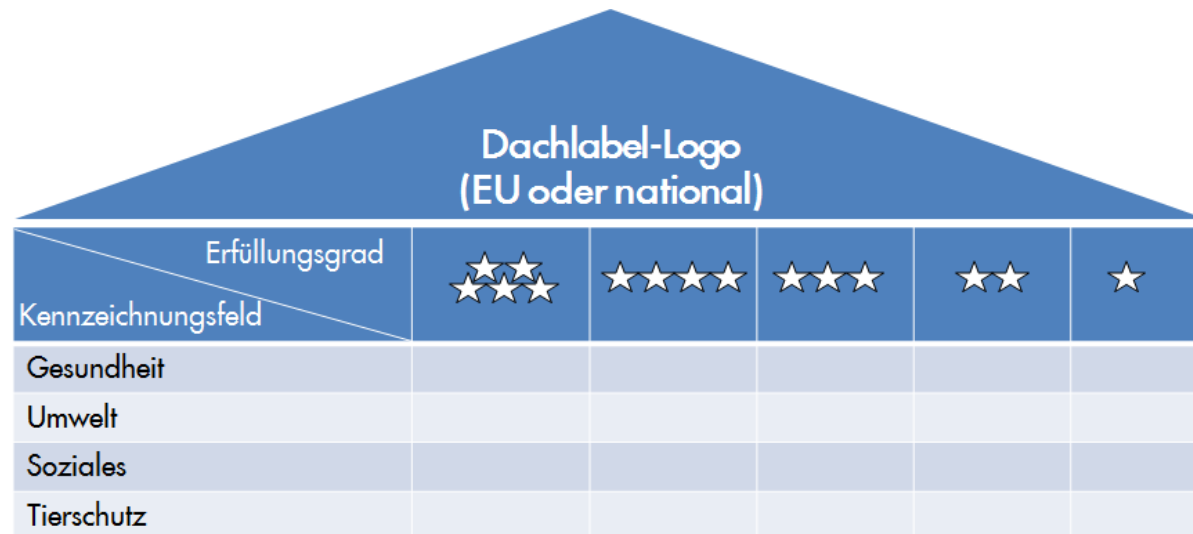 Dachlabel-Logo
(EU oder national)
Erfüllungsgrad
Kennzeichnungsfeld
Gesundheit
Umwelt
Soziales
Tierschutz